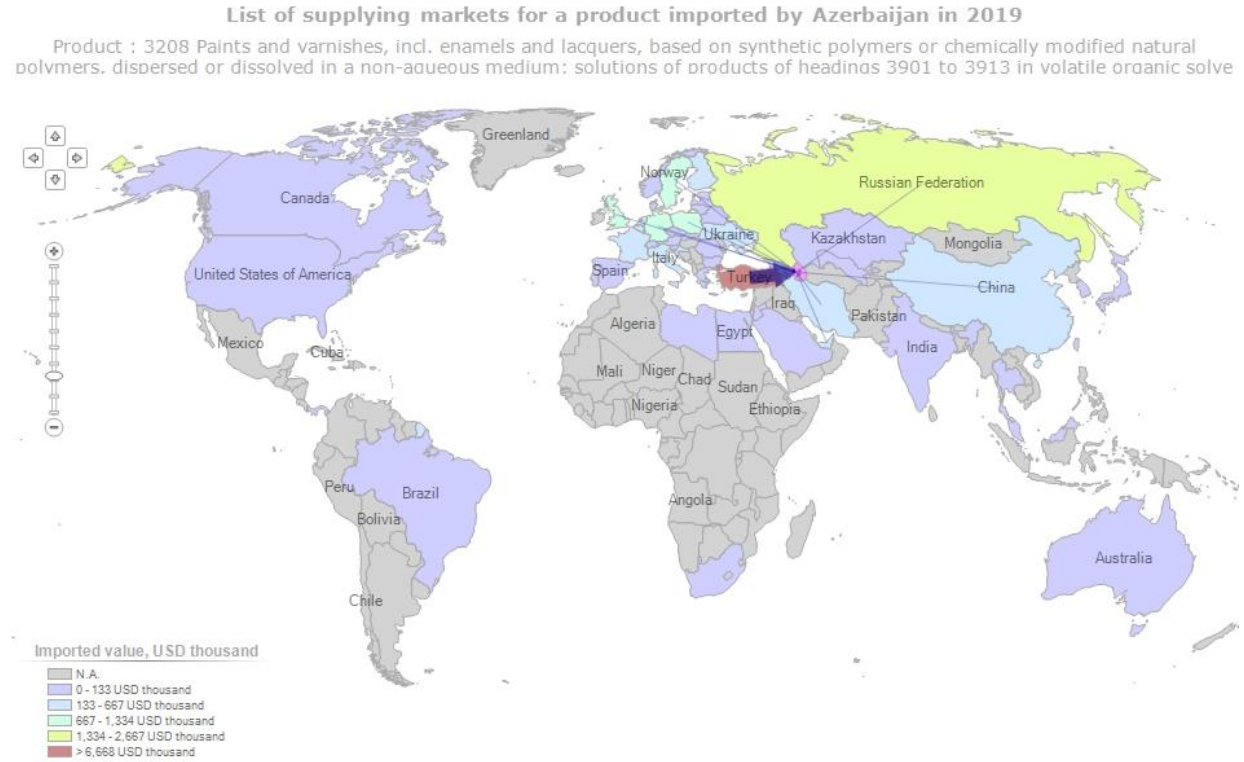 List of supplying markets for a product imported by Azerbaijan in 2019
Product : 3208 Paints and varnishes, incl. enamels and lacquers, based on synthetic polymers or chemically modified natural
polymers, dispersed or dissolved in a non-aqueous medium; solutions of products of headings 3901 to 3913 in volatile organic solve
Greenland
Norway
Canada
Russian Federation
Ukraine
Kazakhstan
Mongolia
Italy
United States of America
Spain
Turkey
China
Iraq
Pakistan
Algeria
Egypt
Mexico
India
Cuba
Mali
Niger
Chad
Sudan
Nigeria
Ethiopia
Peru
Brazil
Angola
Bolivia
Australia
Chile
Imported value, USD thousand
N.A.
0 - 133 USD thousand
133 - 667 USD thousand
667 - 1,334 USD thousand
1,334 - 2,667 USD thousand
> 6,668 USD thousand